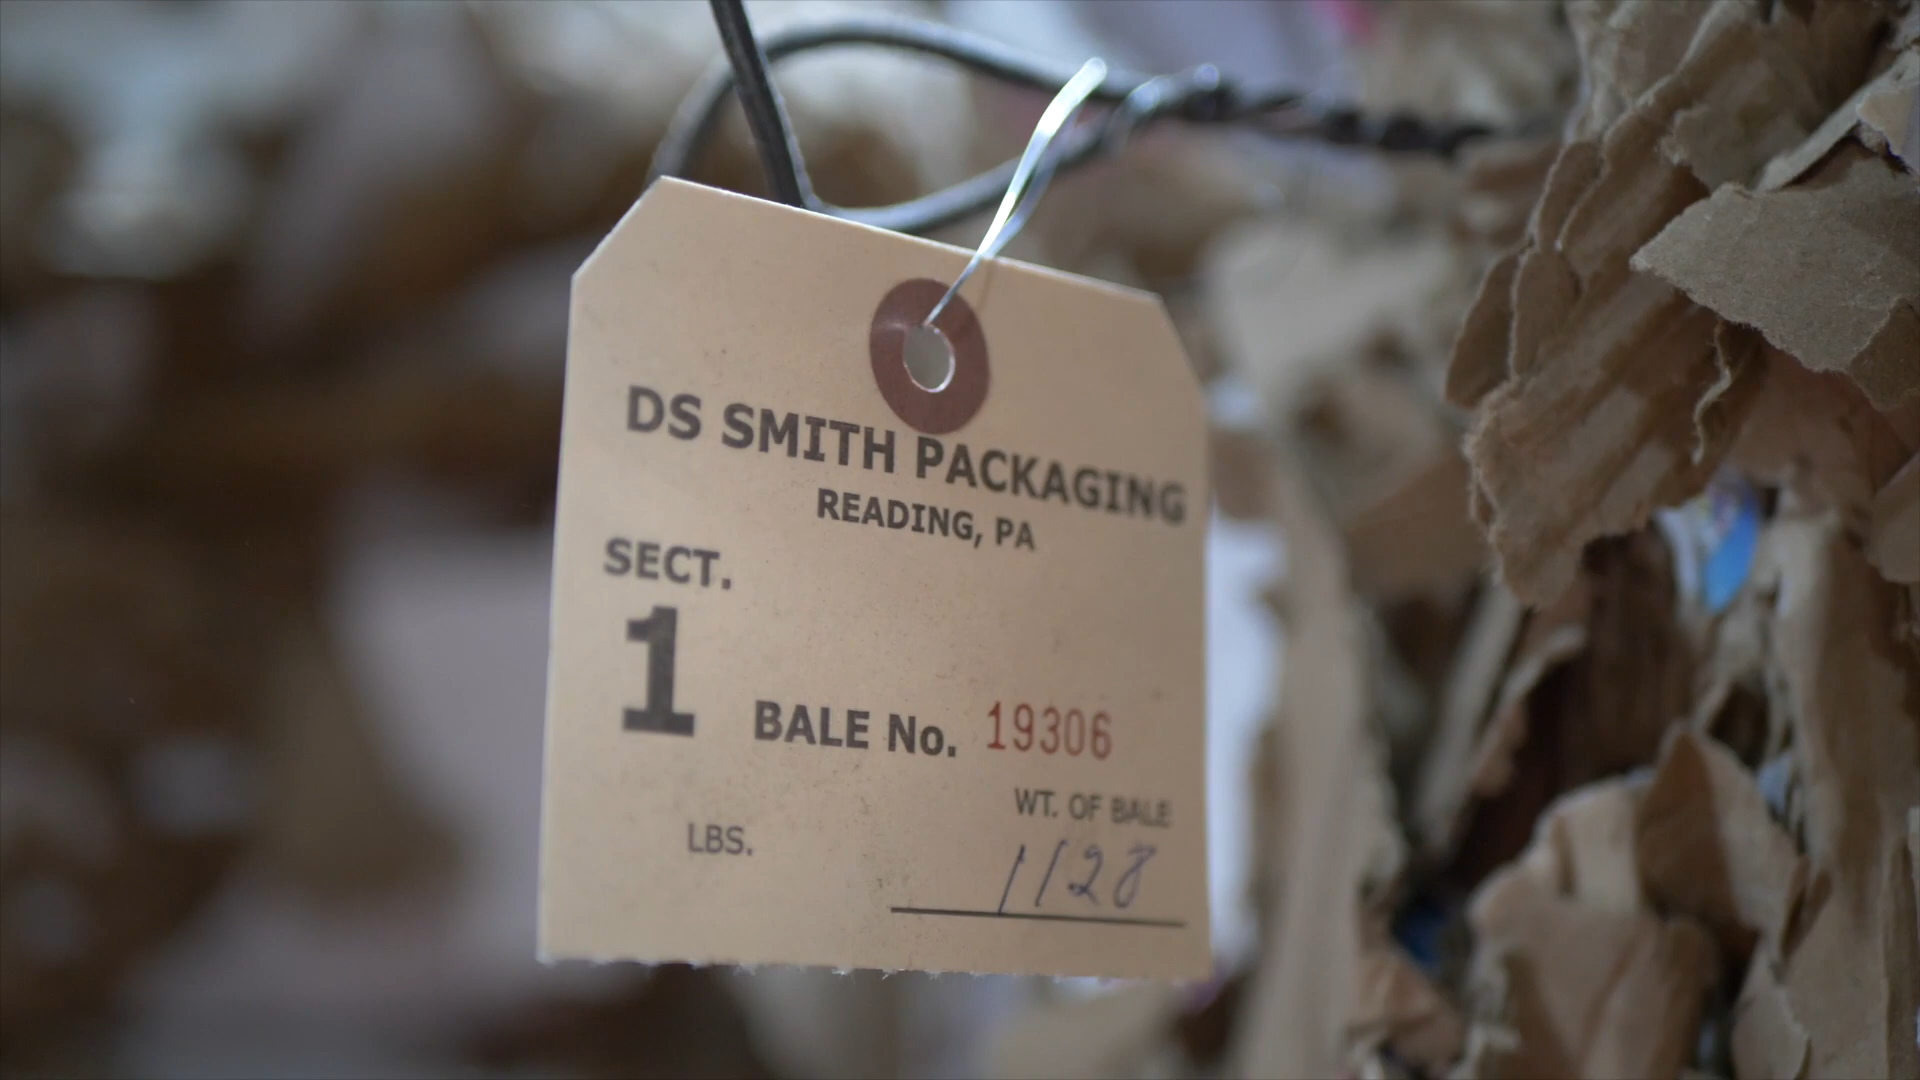 DS SMITH PACKAGING
READING, PA
SECT.
1
BALE No. 19306
WT. OF BALE
LBS.
1128